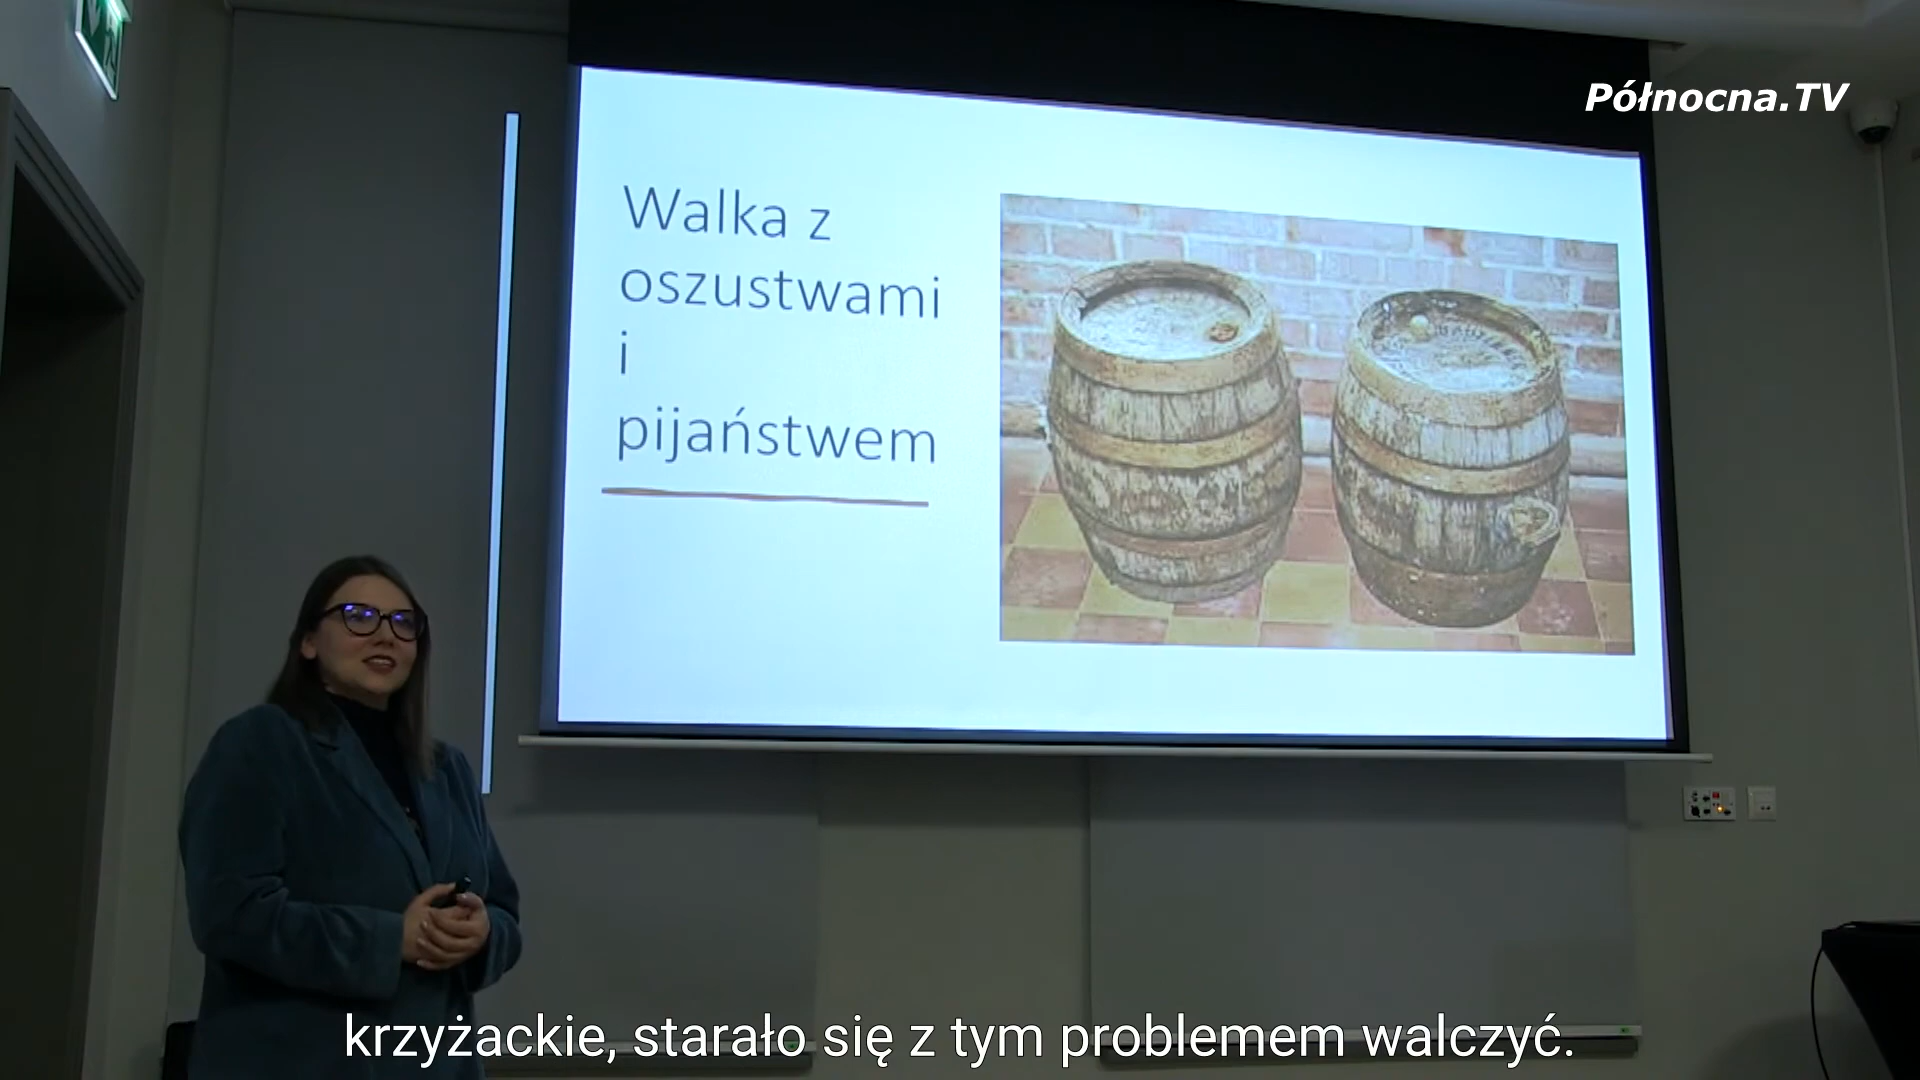 Północna.TV
Walka z
oszustwami
i
pijaństwem
krzyżackie, starało się z tym problemem walczyć.